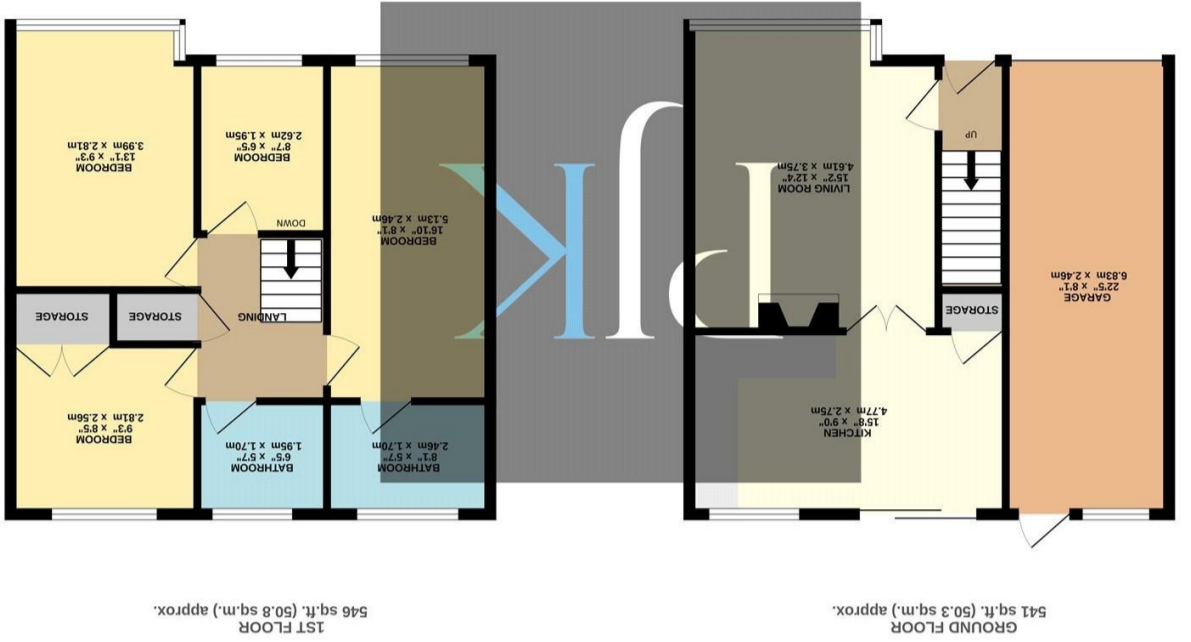 GROUND FLOOR
541 sq.ft. (50.3 sq.m.) approx.
1ST FLOOR
546 sq.ft. (50.8 sq.m.) approx.
GARAGE
22'5" x 8'1"
6.83m x 2.46m
KITCHEN
15'8" x 9'0"
4.77m x 2.75m
STORAGE
UP
LIVING ROOM
15'2" x 12'4"
4.61m x 3.75m
PJK
BATHROOM
8'1" x 5'7"
2.46m x 1.70m
BATHROOM
6'5" x 5'7"
1.95m x 1.70m
BEDROOM
9'3" x 8'5"
2.81m x 2.56m
LANDING
STORAGE
STORAGE
DOWN
BEDROOM
16'10" x 8'1"
5.13m x 2.46m
BEDROOM
8'7" x 6'5"
2.62m x 1.95m
BEDROOM
13'1" x 9'3"
3.99m x 2.81m